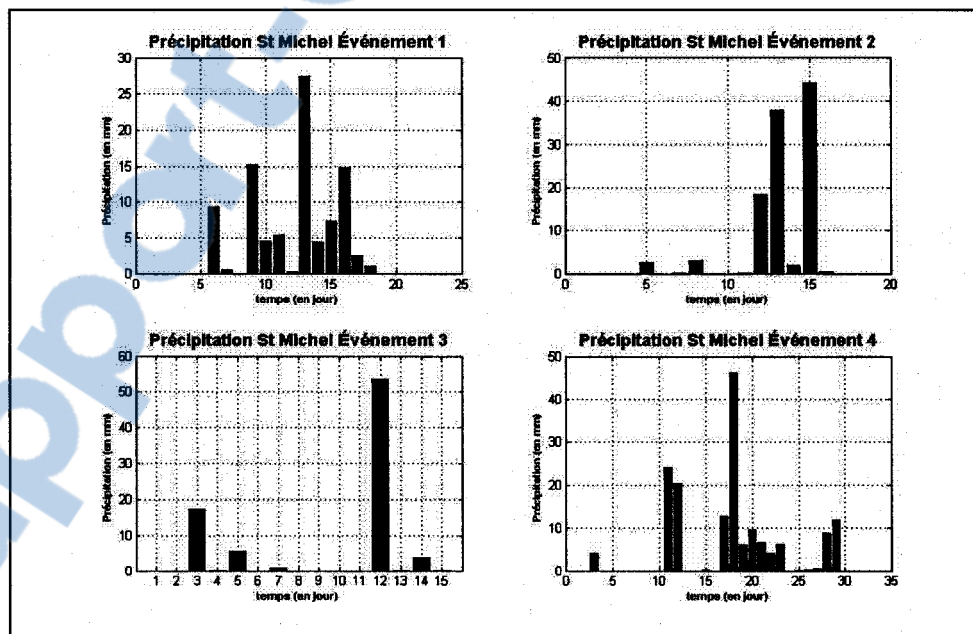 Précipitation St Michel Événement 1
30
25
20
15
10
5
0
Précipitation (en mm)
5 10 15 20 25
temps (en jour)
Précipitation St Michel Événement 2
50
40
30
20
10
0
Précipitation (en mm)
0 5 10 15 20
temps (en jour)
Précipitation St Michel Événement 3
60
50
40
30
20
10
0
Précipitation (en mm)
1 2 3 4 5 6 7 8 9 10 11 12 13 14 15
temps (en jour)
Précipitation St Michel Événement 4
50
40
30
20
10
0
Précipitation (en mm)
0 5 10 15 20 25 30 35
temps (en jour)
apport-